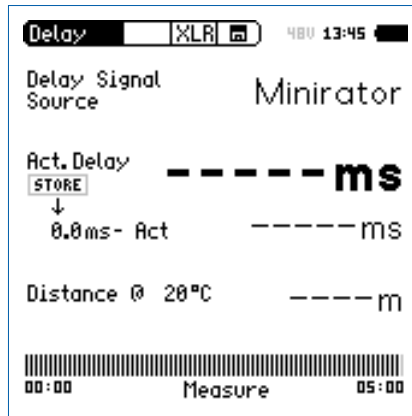 Delay XLR 48V 13:45
Delay Signal
Source
Minirator
Act. Delay -----ms
STORE
↓
0.0ms- Act -----ms
Distance @ 20°C ----m
00:00 Measure 05:00